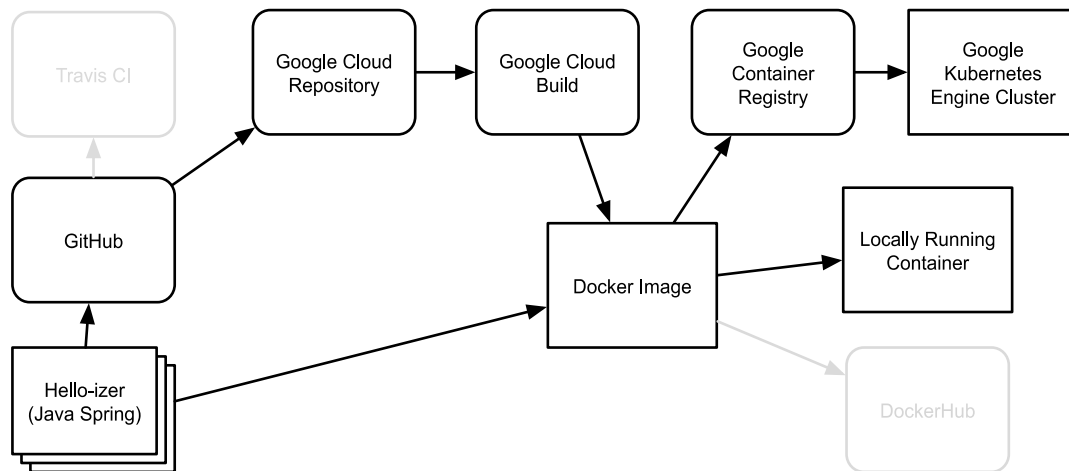 Travis CI
Google Cloud
Repository
Google Cloud
Build
Google
Container
Registry
Google
Kubernetes
Engine Cluster
GitHub
Docker Image
Locally Running
Container
Hello-izer
(Java Spring)
DockerHub